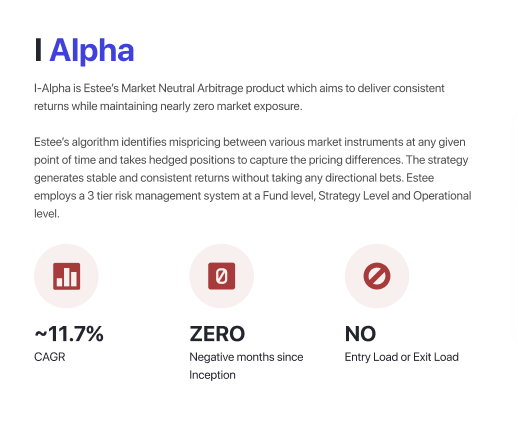 I Alpha
I-Alpha is Estee's Market Neutral Arbitrage product which aims to deliver consistent
returns while maintaining nearly zero market exposure.
Estee's algorithm identifies mispricing between various market instruments at any given
point of time and takes hedged positions to capture the pricing differences. The strategy
generates stable and consistent returns without taking any directional bets. Estee
employs a 3 tier risk management system at a Fund level, Strategy Level and Operational
level.
0
~11.7%
CAGR
ZERO
Negative months since
Inception
NO
Entry Load or Exit Load